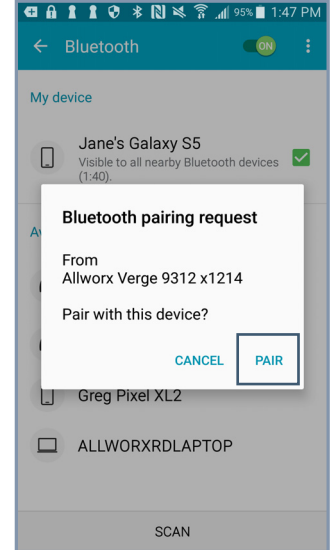 95% 1:47 PM
Bluetooth ON
My device
Jane's Galaxy S5
Visible to all nearby Bluetooth devices
(1:40).
Bluetooth pairing request
From
Allworx Verge 9312 x1214
Pair with this device?
CANCEL PAIR
Greg Pixel XL2
ALLWORXRDLAPTOP
SCAN